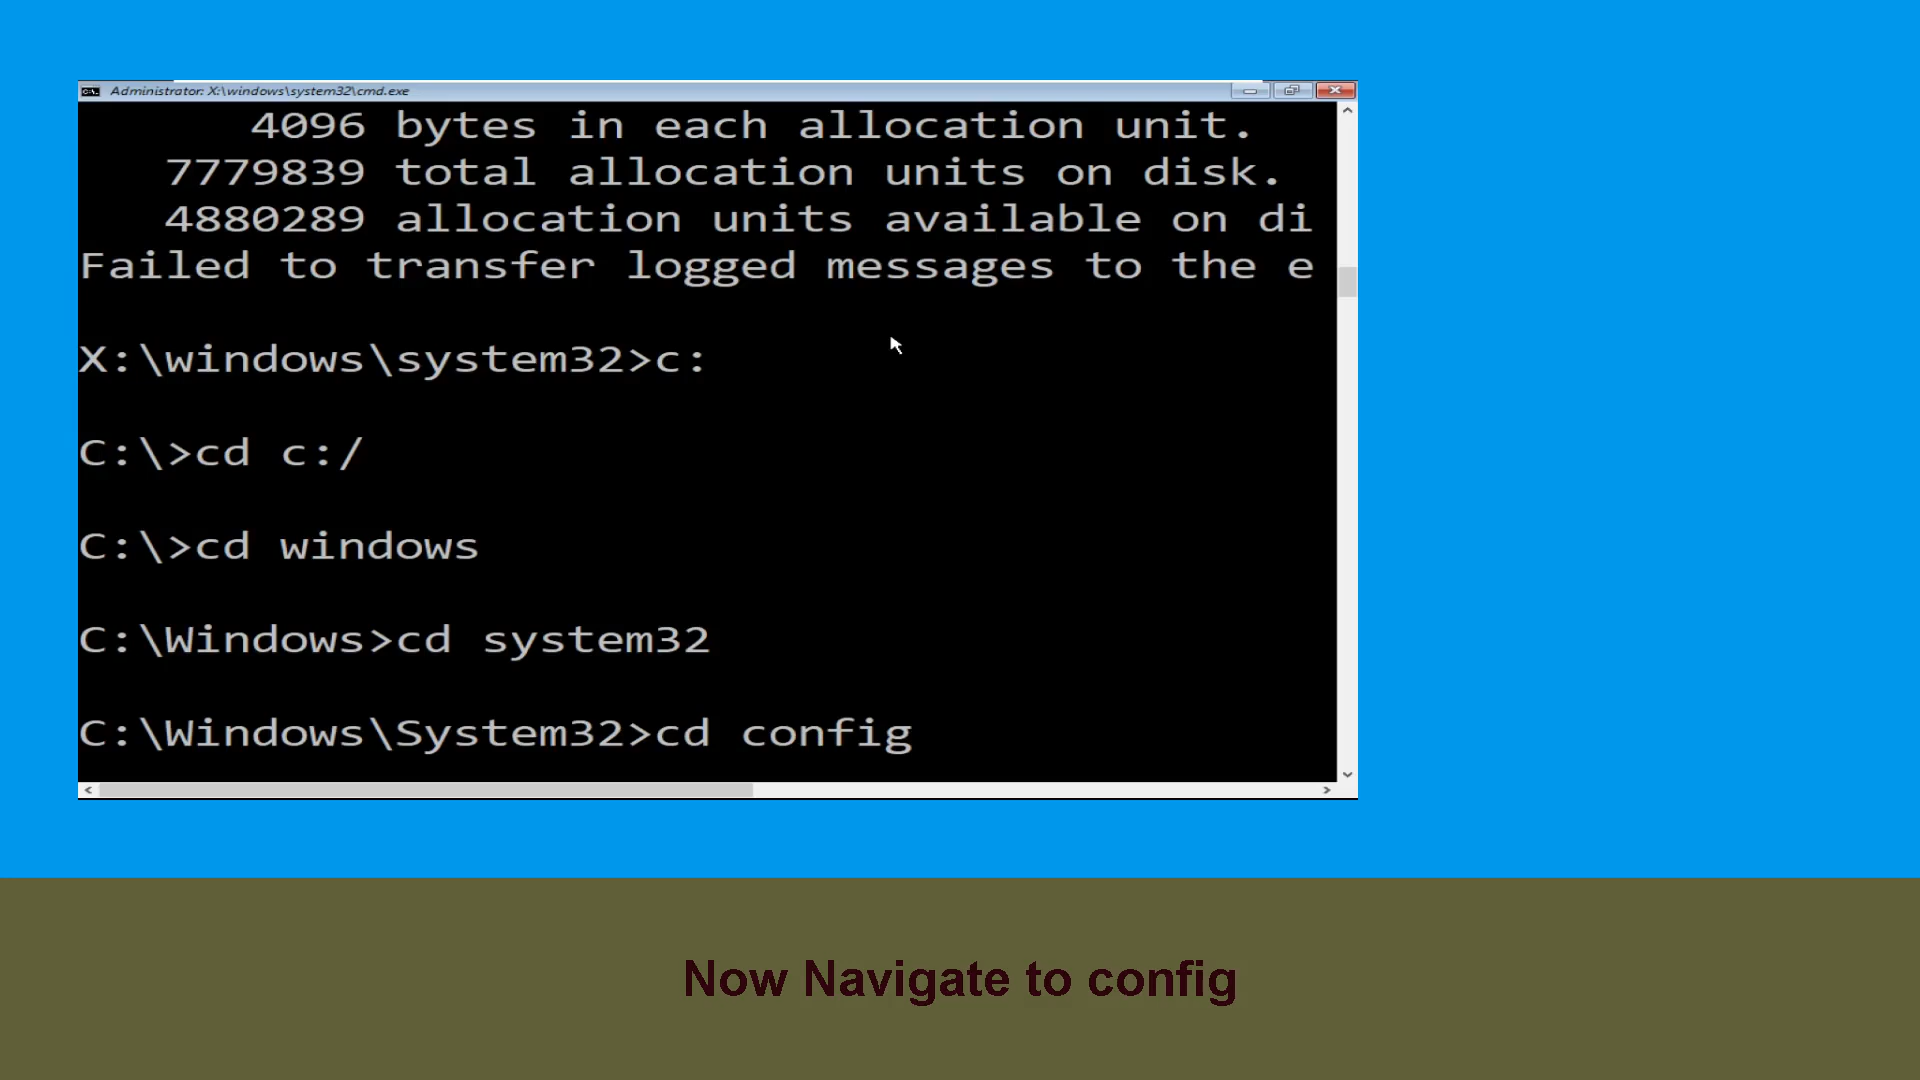 Administrator: X:\windows\system32\cmd.exe
4096 bytes in each allocation unit.
7779839 total allocation units on disk.
4880289 allocation units available on di
Failed to transfer logged messages to the e
X:\windows\system32>c:
C:\>cd c:/
C:\>cd windows
C:\Windows>cd system32
C:\Windows\System32>cd config
Now Navigate to config